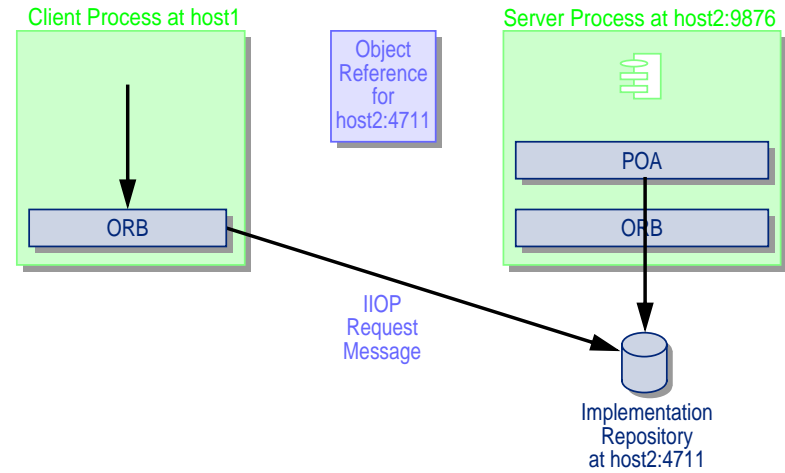 Client Process at host1
Object
Reference
for
host2:4711
Server Process at host2:9876
POA
ORB
ORB
IIOP
Request
Message
Implementation
Repository
at host2:4711